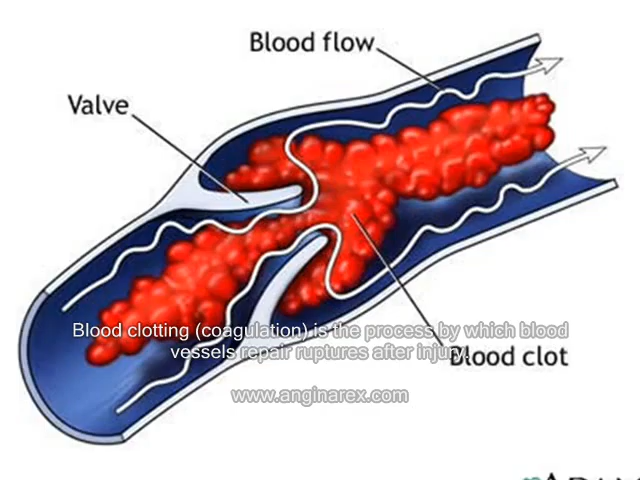 Blood flow
Valve
Blood clotting (coagulation) is the process by which blood
vessels repair ruptures after injury.
Blood clot
www.anginarex.com